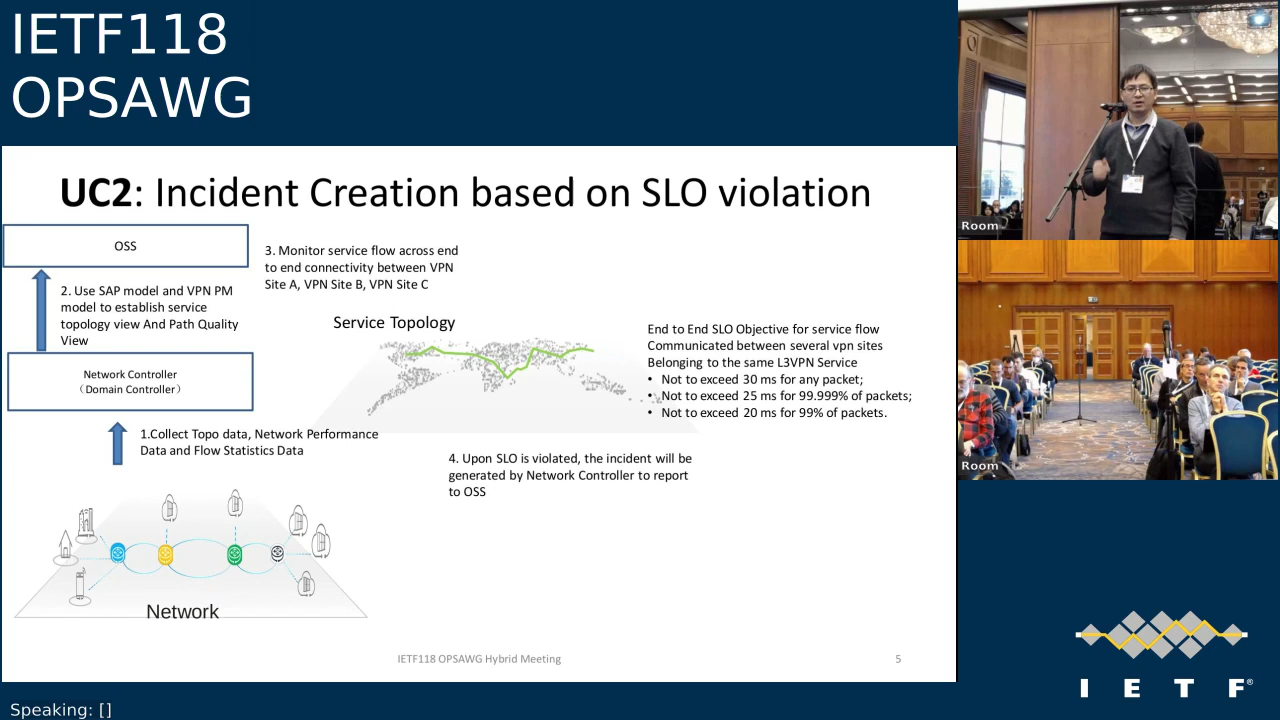 IETF118
OPSAWG
UC2: Incident Creation based on SLO violation
OSS
2. Use SAP model and VPN PM
model to establish service
topology view And Path Quality
View
3. Monitor service flow across end
to end connectivity between VPN
Site A, VPN Site B, VPN Site C
Service Topology
End to End SLO Objective for service flow
Communicated between several vpn sites
Belonging to the same L3VPN Service
• Not to exceed 30 ms for any packet;
• Not to exceed 25 ms for 99.999% of packets;
• Not to exceed 20 ms for 99% of packets.
Network Controller
（Domain Controller）
1.Collect Topo data, Network Performance
Data and Flow Statistics Data
4. Upon SLO is violated, the incident will be
generated by Network Controller to report
to OSS
Network
IETF118 OPSAWG Hybrid Meeting
5
Room
Room
I E T F®
Speaking: []